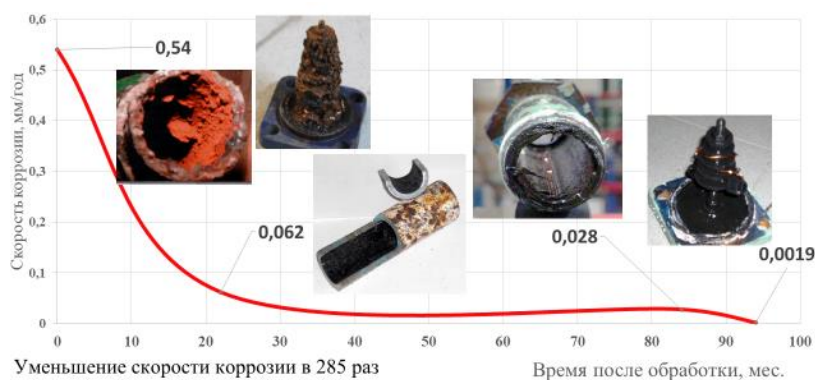 0,6
0,54
0,5
0,4
0,3
0,2
0,1
0
Скорость коррозии, мм/год
0,062
0,028
0,0019
0 10 20 30 40 50 60 70 80 90 100
Уменьшение скорости коррозии в 285 раз
Время после обработки, мес.